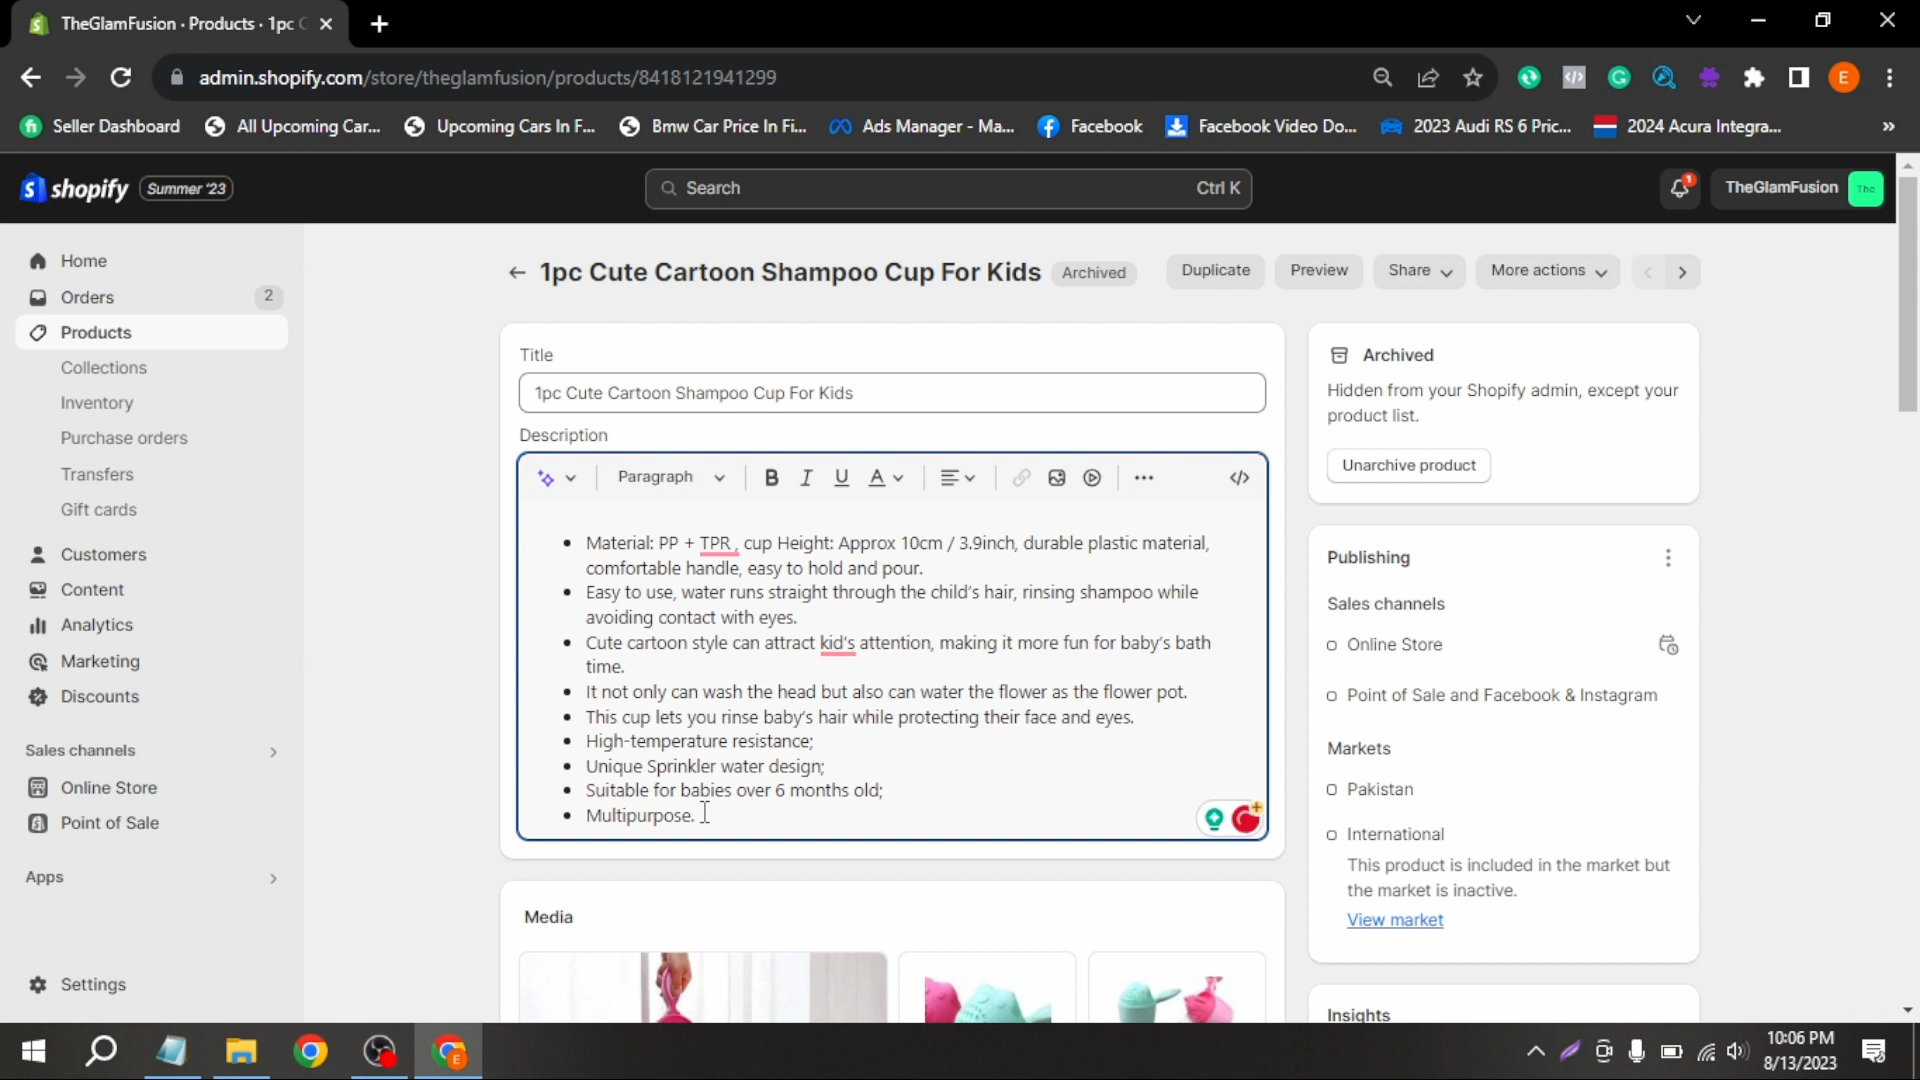 TheGlamFusion · Products · 1pc C
admin.shopify.com/store/theglamfusion/products/8418121941299
E
Seller Dashboard
All Upcoming Car...
Upcoming Cars In F...
Bmw Car Price In Fi...
Ads Manager - Ma...
Facebook
Facebook Video Do...
2023 Audi RS 6 Pric...
2024 Acura Integra...
shopify
Summer '23
Search
Ctrl K
1
TheGlamFusion
The
Home
Orders
2
Products
Collections
Inventory
Purchase orders
Transfers
Gift cards
Customers
Content
Analytics
Marketing
Discounts
Sales channels
Online Store
Point of Sale
Apps
Settings
1pc Cute Cartoon Shampoo Cup For Kids
Archived
Duplicate
Preview
Share
More actions
Title
1pc Cute Cartoon Shampoo Cup For Kids
Description
Paragraph
B I U A
• Material: PP + TPR , cup Height: Approx 10cm / 3.9inch, durable plastic material,
comfortable handle, easy to hold and pour.
• Easy to use, water runs straight through the child's hair, rinsing shampoo while
avoiding contact with eyes.
• Cute cartoon style can attract kid's attention, making it more fun for baby's bath
time.
• It not only can wash the head but also can water the flower as the flower pot.
• This cup lets you rinse baby's hair while protecting their face and eyes.
• High-temperature resistance;
• Unique Sprinkler water design;
• Suitable for babies over 6 months old;
• Multipurpose.
Media
Archived
Hidden from your Shopify admin, except your
product list.
Unarchive product
Publishing
Sales channels
Online Store
Point of Sale and Facebook & Instagram
Markets
Pakistan
International
This product is included in the market but
the market is inactive.
View market
Insights
E
10:06 PM
8/13/2023